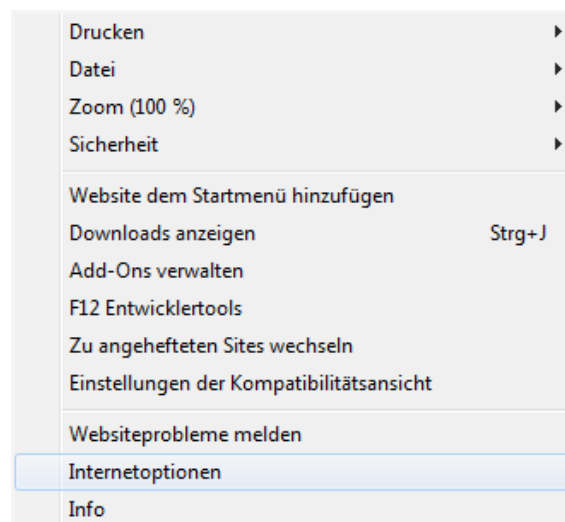 Drucken
Datei
Zoom (100 %)
Sicherheit
Website dem Startmenü hinzufügen
Downloads anzeigen Strg+J
Add-Ons verwalten
F12 Entwicklertools
Zu angehefteten Sites wechseln
Einstellungen der Kompatibilitätsansicht
Websiteprobleme melden
Internetoptionen
Info